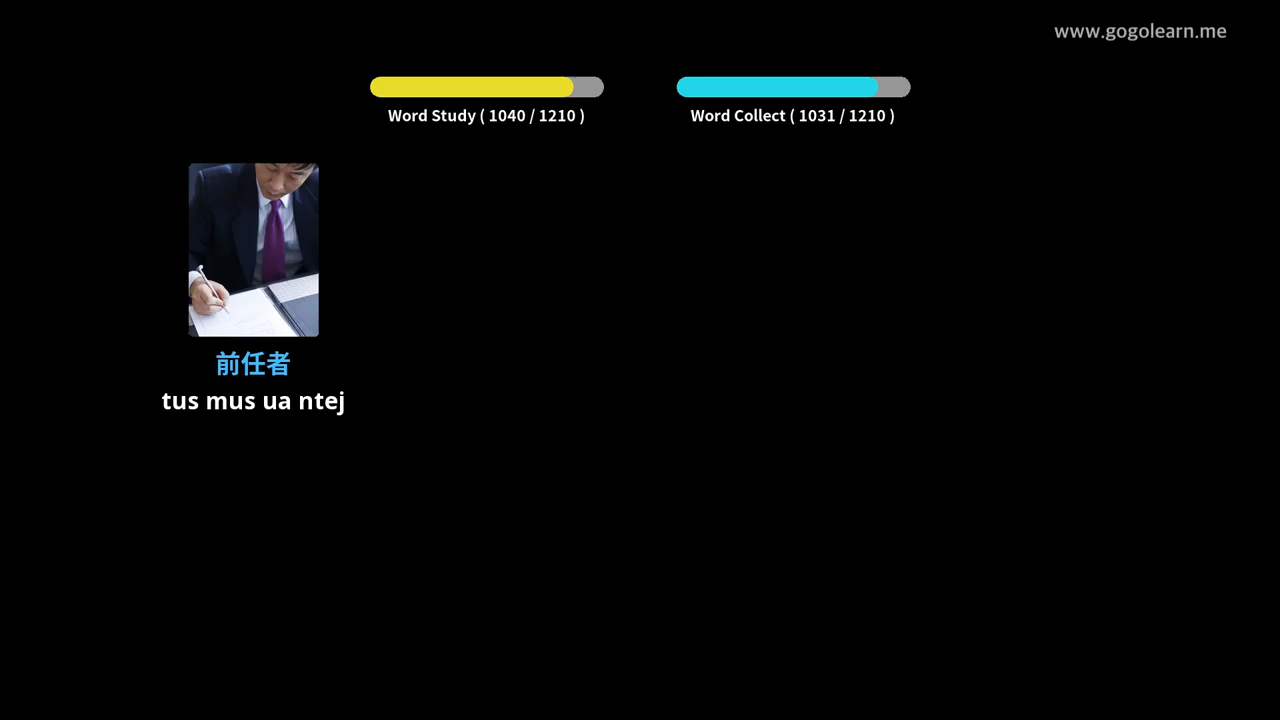 www.gogolearn.me
Word Study ( 1040 / 1210 )
Word Collect ( 1031 / 1210 )
前任者
tus mus ua ntej